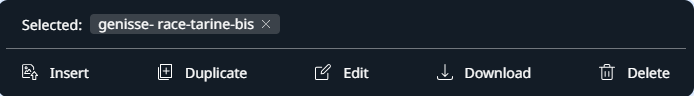 Selected: genisse- race-tarine-bis ×
Insert Duplicate Edit Download Delete